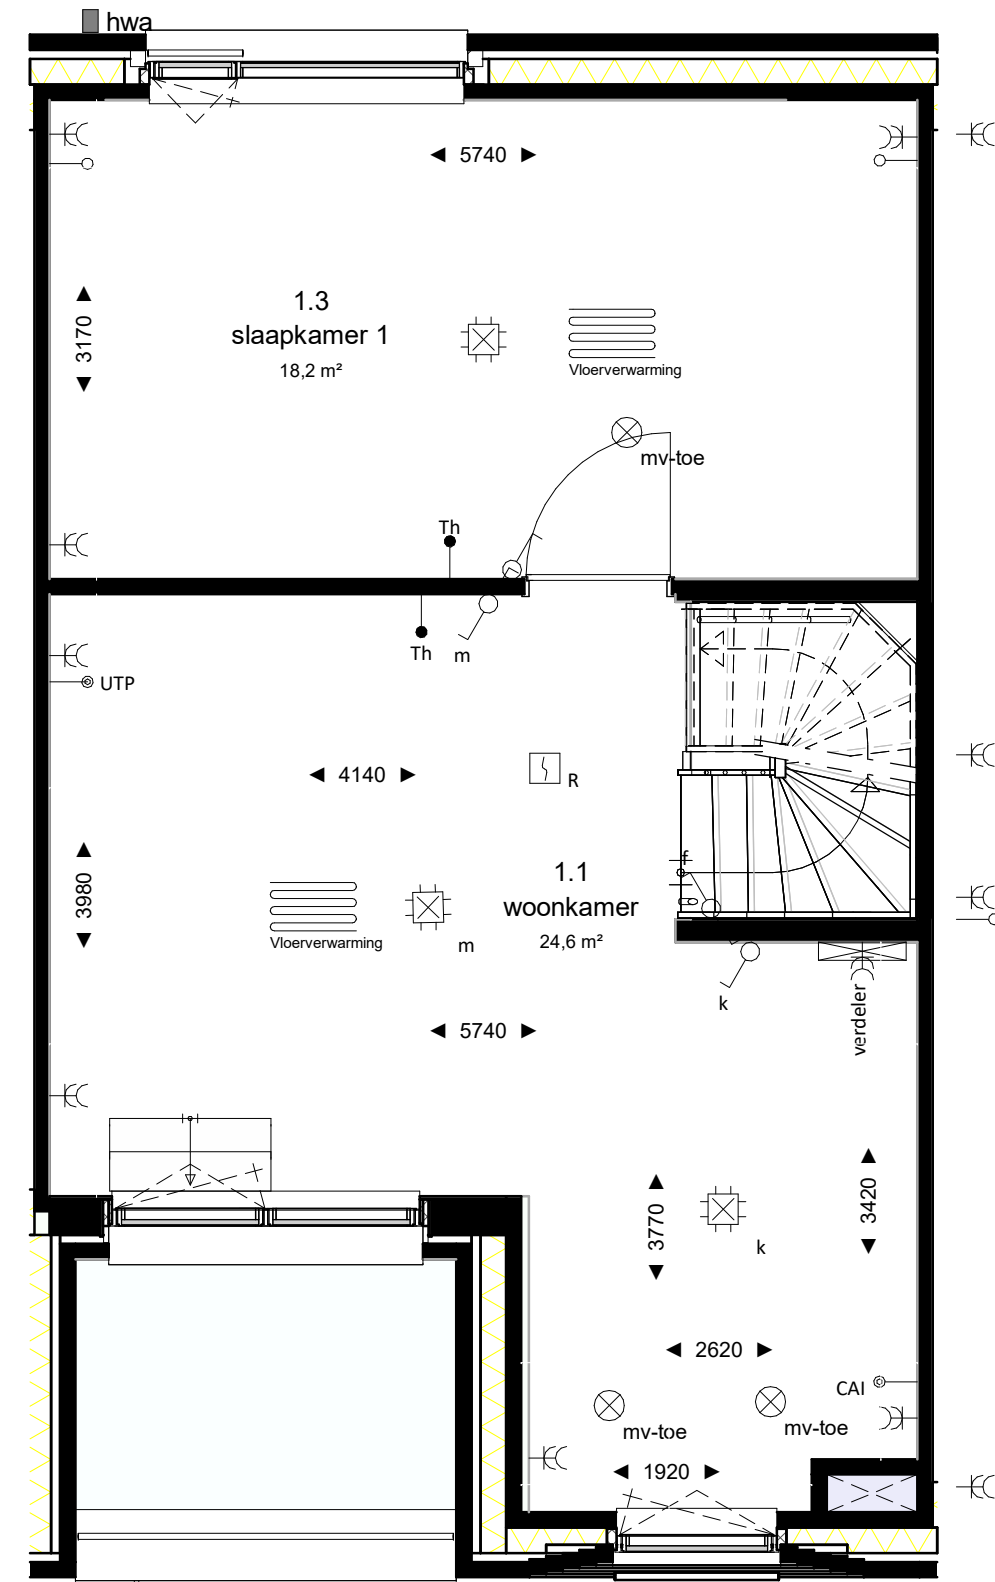 hwa
5740
1.3
slaapkamer 1
18,2 m²
3170
Vloerverwarming
mv-toe
Th
Th
m
UTP
4140
R
3980
1.1
woonkamer
24,6 m²
f
Vloerverwarming
m
k
verdeler
5740
3770
3420
k
2620
CAI
mv-toe
mv-toe
1920